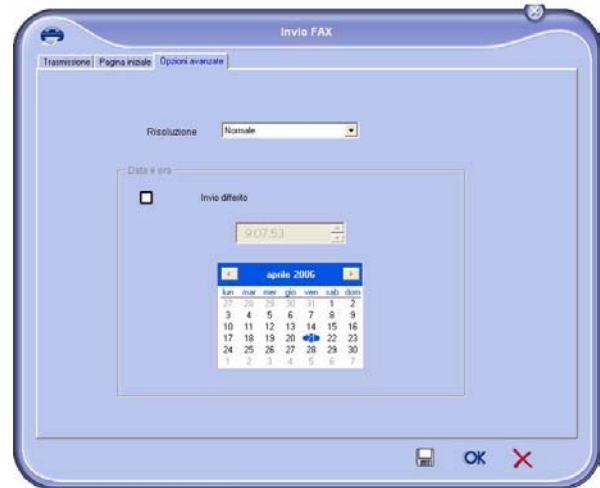 Invio FAX
Trasmissione Pagina iniziale Opzioni avanzate
Risoluzione Normale
Data e ora
Invio differito
9:07:53
aprile 2006
lun mar mer gio ven sab dom
27 28 29 30 31 1 2
3 4 5 6 7 8 9
10 11 12 13 14 15 16
17 18 19 20 21 22 23
24 25 26 27 28 29 30
1 2 3 4 5 6 7
OK